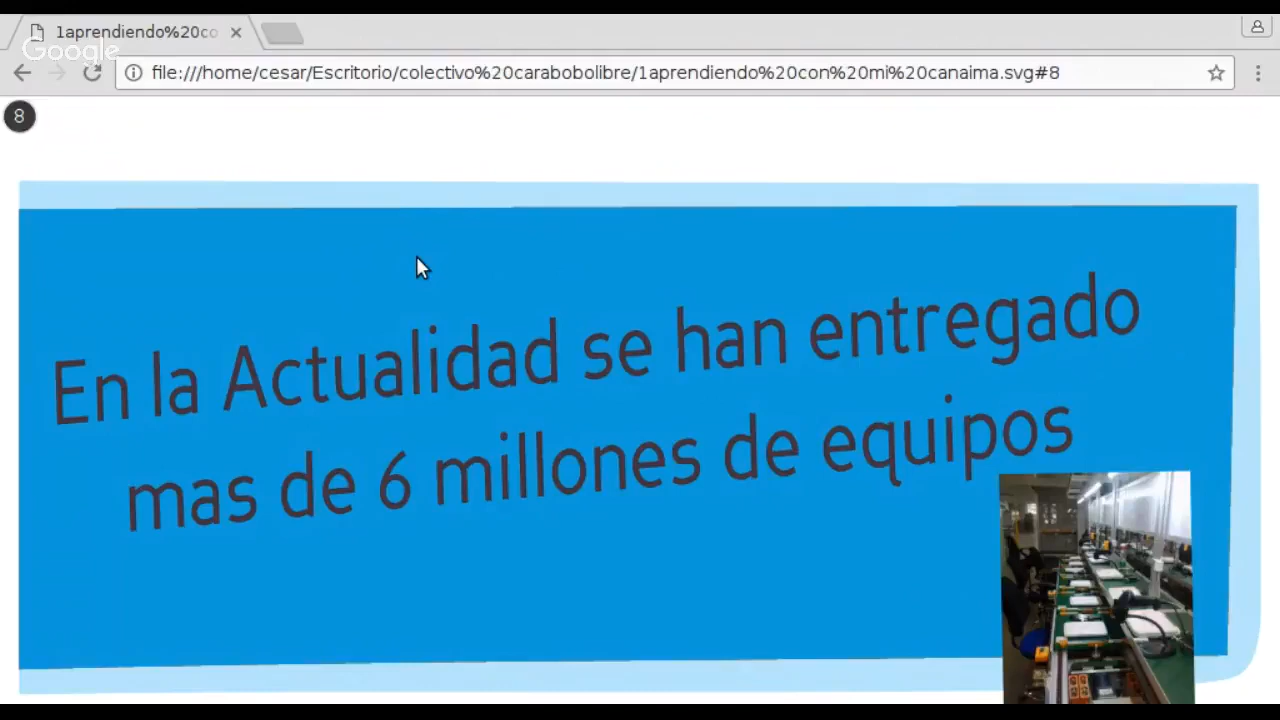 1aprendiendo%20co
Google
file:///home/cesar/Escritorio/colectivo%20carabobolibre/1aprendiendo%20con%20mi%20canaima.svg#8
8
En la Actualidad se han entregado
mas de 6 millones de equipos